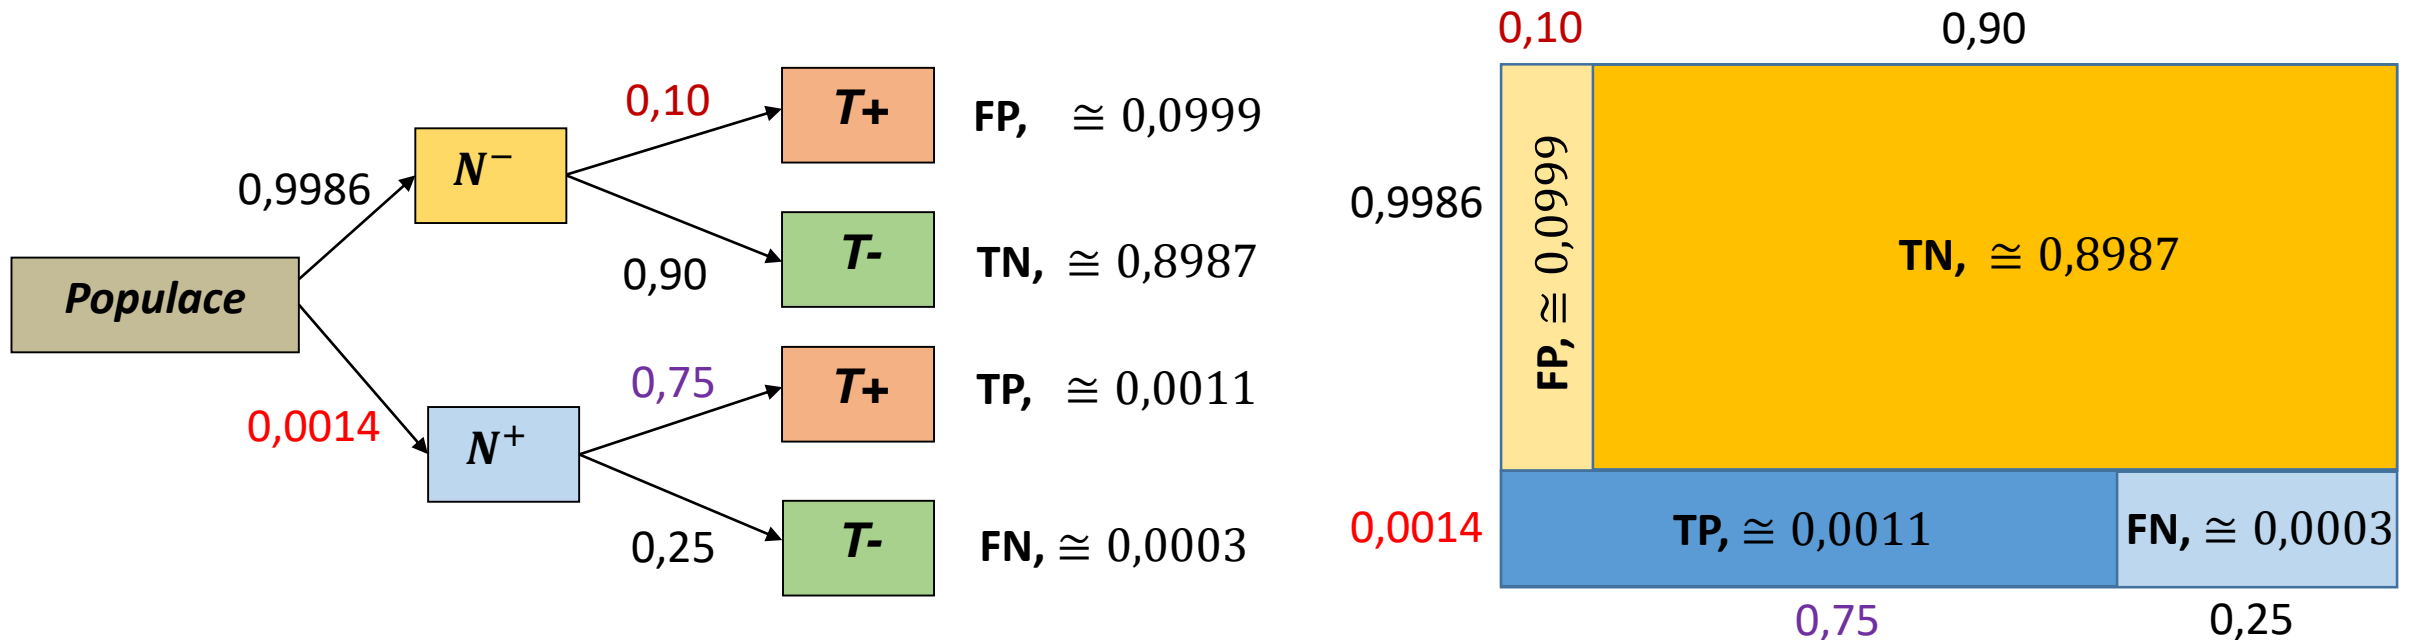 0,10 0,90
0,10 T+ FP, ≅ 0,0999
N⁻
0,9986
0,90 T- TN, ≅ 0,8987
Populace
0,75 T+ TP, ≅ 0,0011
0,0014
N⁺
0,25 T- FN, ≅ 0,0003
0,9986
FP, ≅ 0,0999
TN, ≅ 0,8987
0,0014
TP, ≅ 0,0011
FN, ≅ 0,0003
0,75 0,25